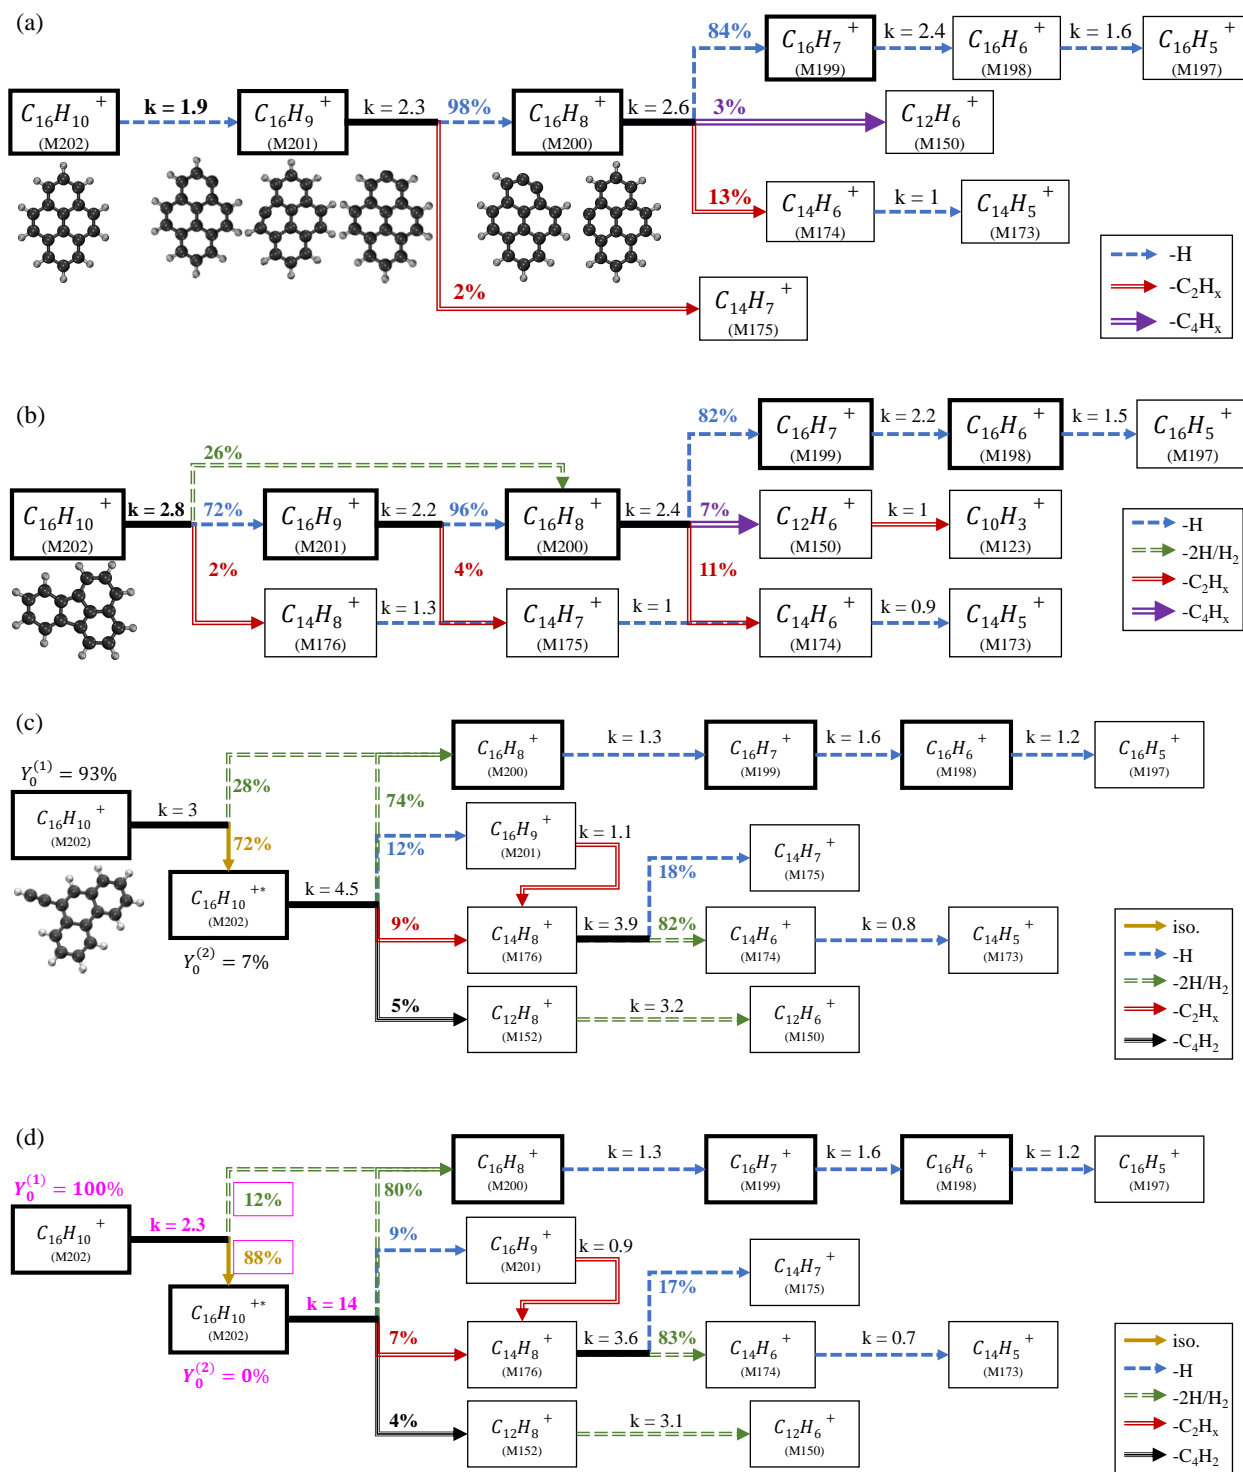 (a)
84%
C16H7+
(M199)
k = 2.4
C16H6+
(M198)
k = 1.6
C16H5+
(M197)
C16H10+
(M202)
k = 1.9
C16H9+
(M201)
k = 2.3
98%
C16H8+
(M200)
k = 2.6
3%
C12H6+
(M150)
13%
C14H6+
(M174)
k = 1
C14H5+
(M173)
2%
C14H7+
(M175)
-H
-C2Hx
-C4Hx
(b)
82%
C16H7+
(M199)
k = 2.2
C16H6+
(M198)
k = 1.5
C16H5+
(M197)
26%
C16H10+
(M202)
k = 2.8
72%
C16H9+
(M201)
k = 2.2
96%
C16H8+
(M200)
k = 2.4
7%
C12H6+
(M150)
k = 1
C10H3+
(M123)
2%
C14H8+
(M176)
k = 1.3
4%
C14H7+
(M175)
k = 1
11%
C14H6+
(M174)
k = 0.9
C14H5+
(M173)
-H
-2H/H2
-C2Hx
-C4Hx
(c)
Y0(1) = 93%
C16H10+
(M202)
k = 3
28%
72%
C16H10+*
(M202)
Y0(2) = 7%
k = 4.5
74%
C16H8+
(M200)
k = 1.3
C16H7+
(M199)
k = 1.6
C16H6+
(M198)
k = 1.2
C16H5+
(M197)
12%
C16H9+
(M201)
k = 1.1
9%
C14H8+
(M176)
k = 3.9
18%
C14H7+
(M175)
82%
C14H6+
(M174)
k = 0.8
C14H5+
(M173)
5%
C12H8+
(M152)
k = 3.2
C12H6+
(M150)
iso.
-H
-2H/H2
-C2Hx
-C4H2
(d)
Y0(1) = 100%
C16H10+
(M202)
k = 2.3
12%
88%
C16H10+*
(M202)
Y0(2) = 0%
k = 14
80%
C16H8+
(M200)
k = 1.3
C16H7+
(M199)
k = 1.6
C16H6+
(M198)
k = 1.2
C16H5+
(M197)
9%
C16H9+
(M201)
k = 0.9
7%
C14H8+
(M176)
k = 3.6
17%
C14H7+
(M175)
83%
C14H6+
(M174)
k = 0.7
C14H5+
(M173)
4%
C12H8+
(M152)
k = 3.1
C12H6+
(M150)
iso.
-H
-2H/H2
-C2Hx
-C4H2